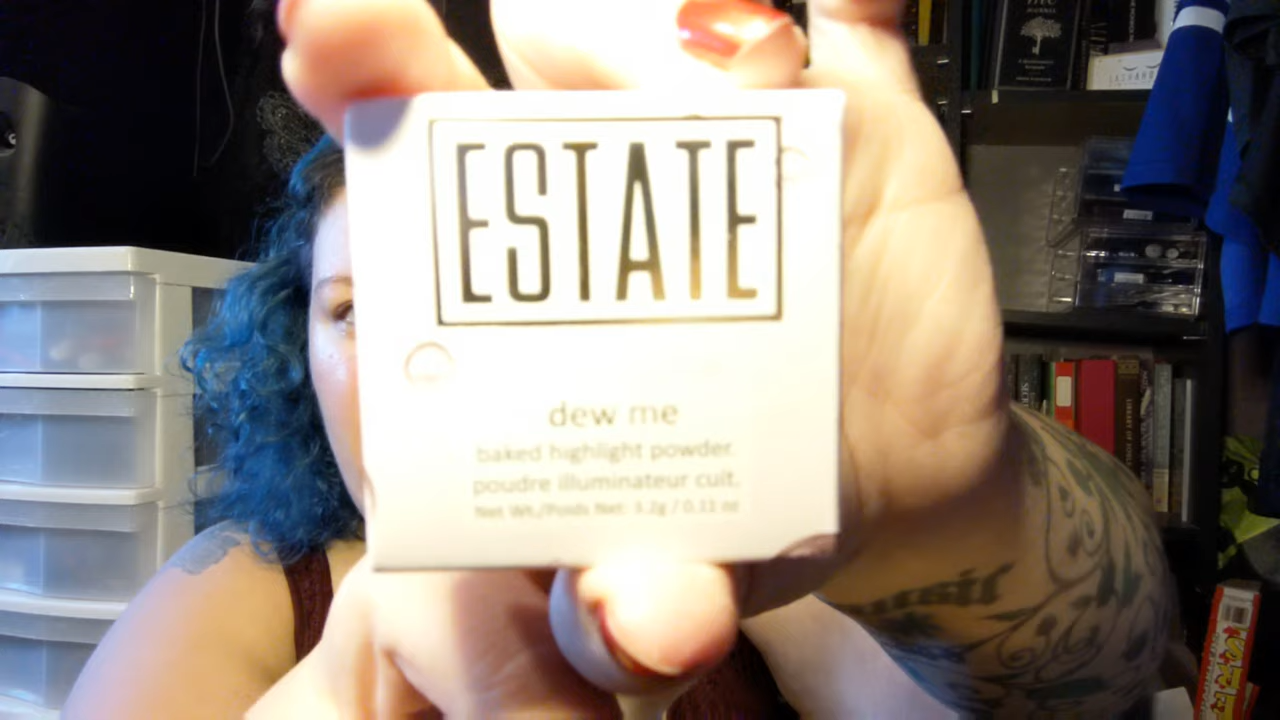 ESTATE
dew me
baked highlight powder.
poudre illuminateur cuit.
Net Wt./Poids Net: 3.2g / 0.11 oz